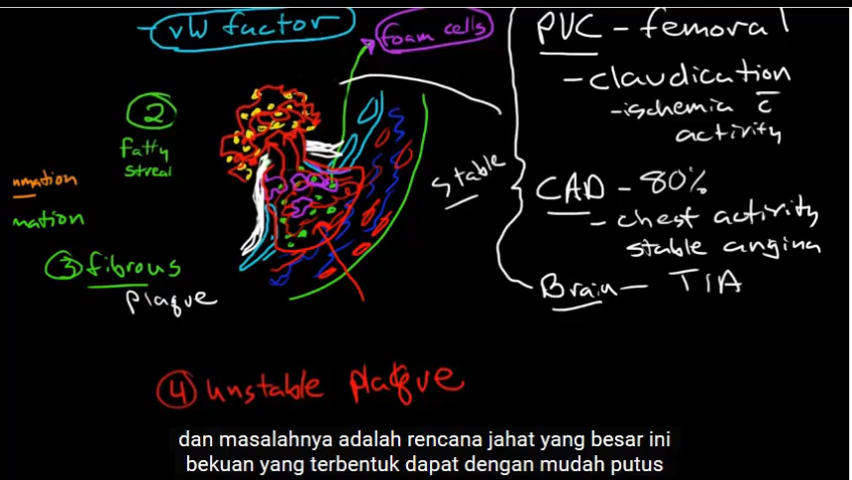 vW factor
foam cells
2
fatty
streal
mmation
mation
3 fibrous
plaque
stable
PVC - femoral
- claudication
- ischemia c̄
activity
CAD - 80%
- chest activity
stable angina
Brain - TIA
4 unstable plaque
dan masalahnya adalah rencana jahat yang besar ini
bekuan yang terbentuk dapat dengan mudah putus